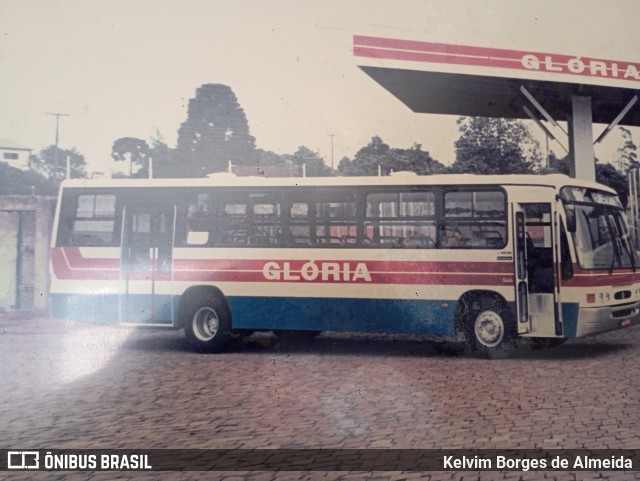 GLÓRIA
GLÓRIA
ÔNIBUS BRASIL
Kelvim Borges de Almeida